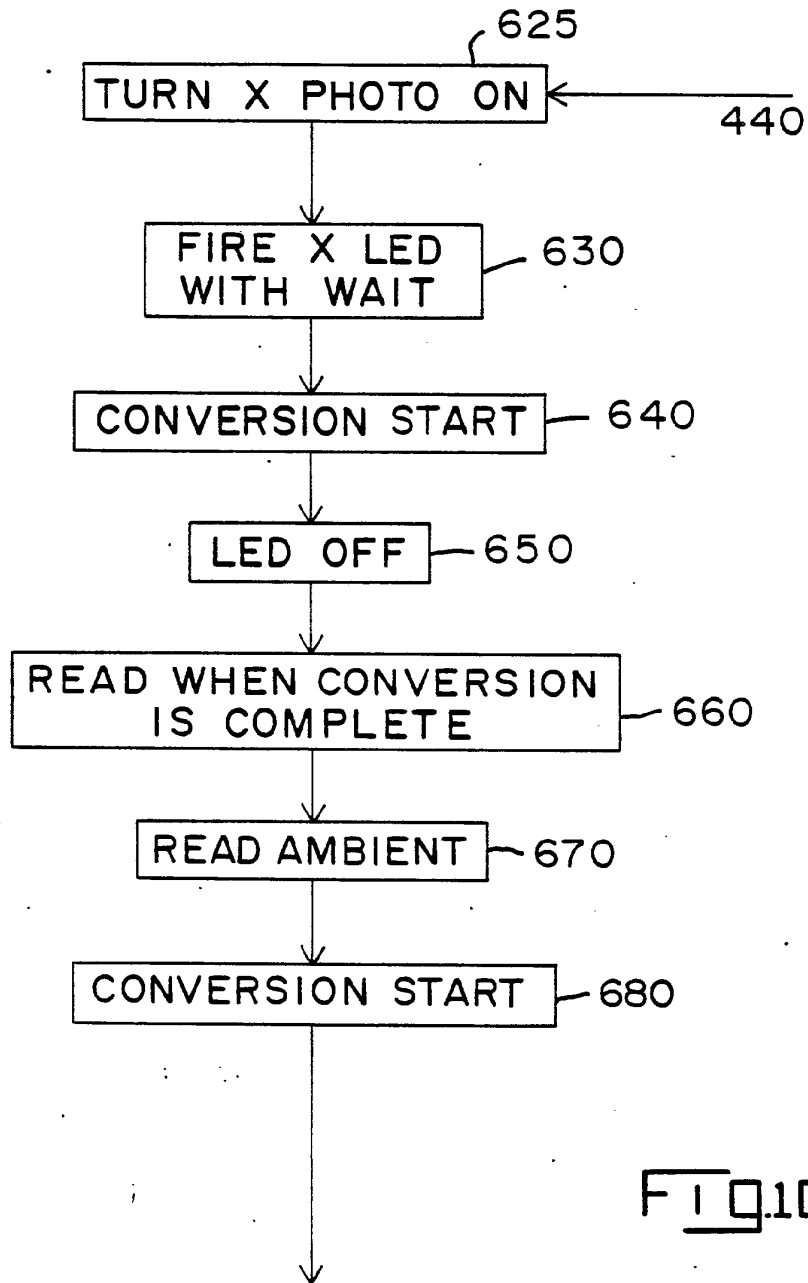 625
TURN X PHOTO ON
440
FIRE X LED
WITH WAIT
630
CONVERSION START
640
LED OFF
650
READ WHEN CONVERSION
IS COMPLETE
660
READ AMBIENT
670
CONVERSION START
680